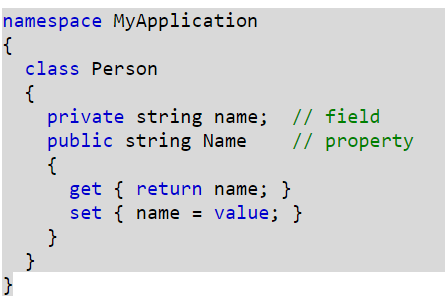 namespace MyApplication
{
  class Person
  {
    private string name;  // field
    public string Name    // property
    {
      get { return name; }
      set { name = value; }
    }
  }
}